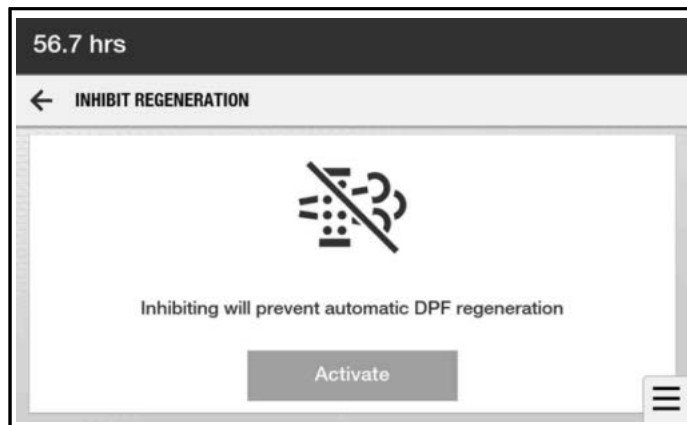 56.7 hrs
INHIBIT REGENERATION
Inhibiting will prevent automatic DPF regeneration
Activate